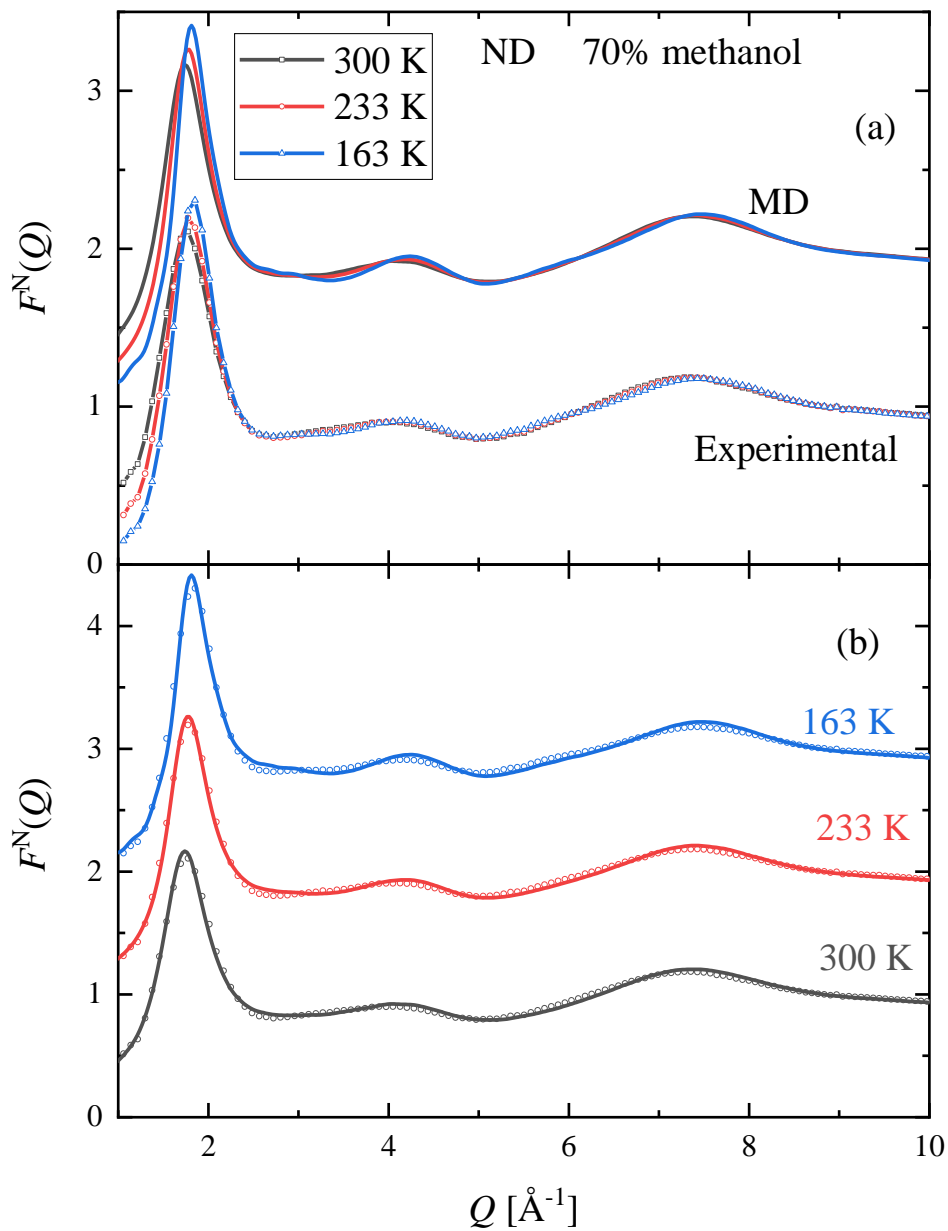 ND 70% methanol
300 K
233 K
163 K
(a)
MD
Experimental
F^N(Q)
3
2
1
0
(b)
163 K
233 K
300 K
F^N(Q)
4
3
2
1
0
2 4 6 8 10
Q [Å^-1]